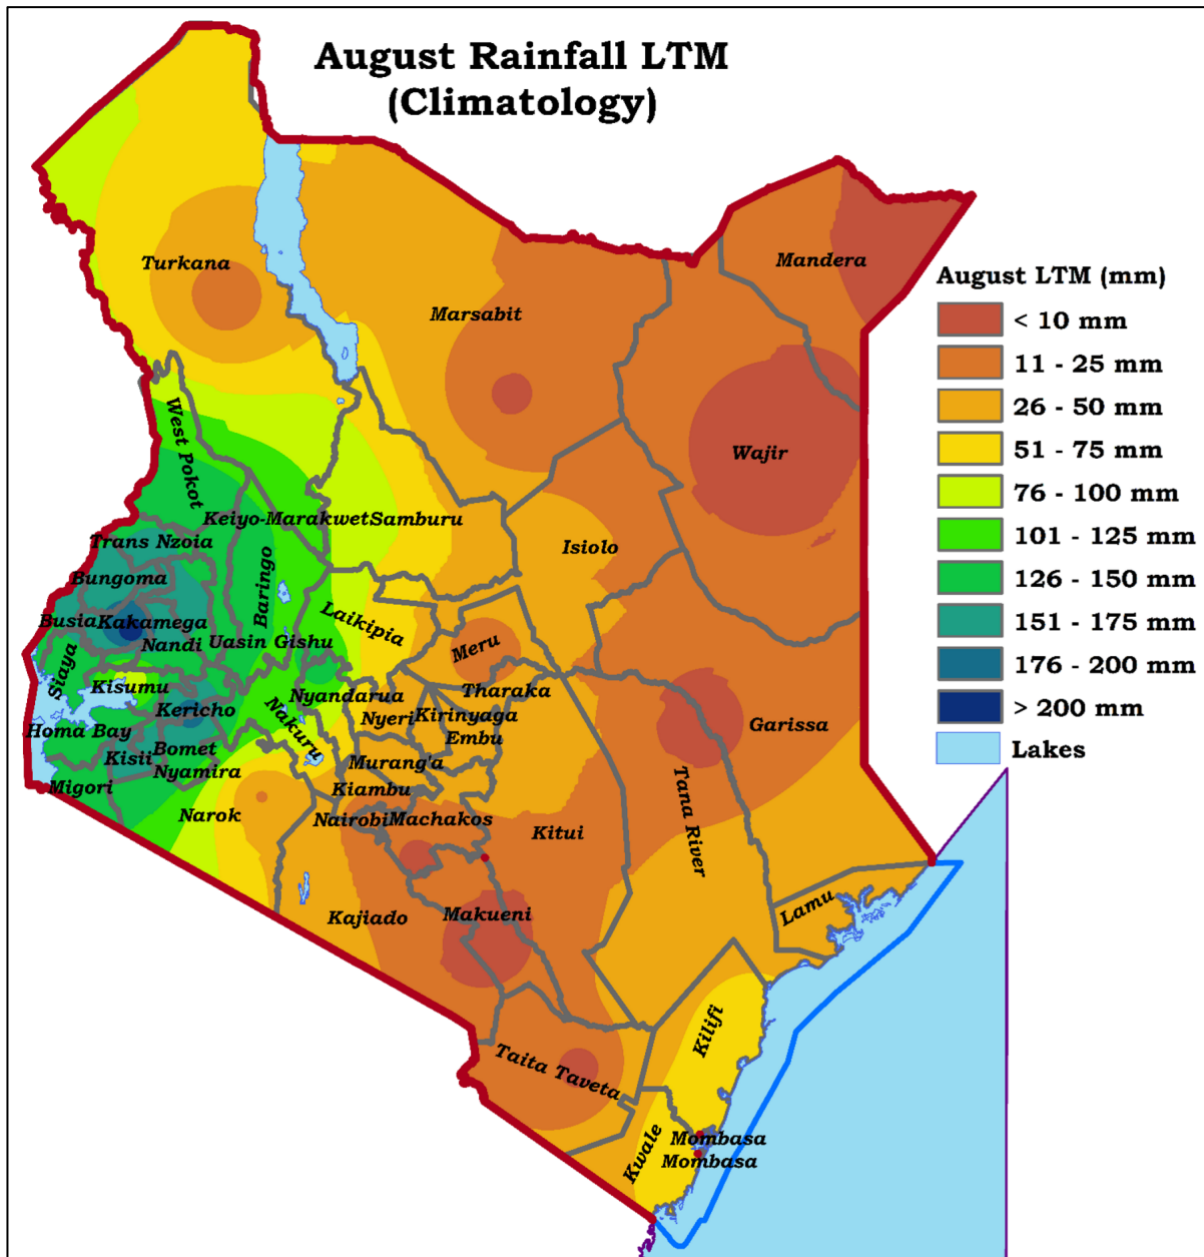 August Rainfall LTM
(Climatology)
Turkana
Marsabit
Mandera
Wajir
West Pokot
Keiyo-Marakwet
Samburu
Isiolo
Trans Nzoia
Bungoma
Baringo
Busia
Kakamega
Nandi
Uasin Gishu
Laikipia
Meru
Siaya
Kisumu
Kericho
Nyandarua
Tharaka
Nyeri
Kirinyaga
Embu
Garissa
Homa Bay
Nakuru
Kisii
Bomet
Nyamira
Murang'a
Migori
Kiambu
Narok
Nairobi
Machakos
Kitui
Tana River
Kajiado
Makueni
Lamu
Kilifi
Taita Taveta
Kwale
Mombasa
Mombasa
August LTM (mm)
< 10 mm
11 - 25 mm
26 - 50 mm
51 - 75 mm
76 - 100 mm
101 - 125 mm
126 - 150 mm
151 - 175 mm
176 - 200 mm
> 200 mm
Lakes